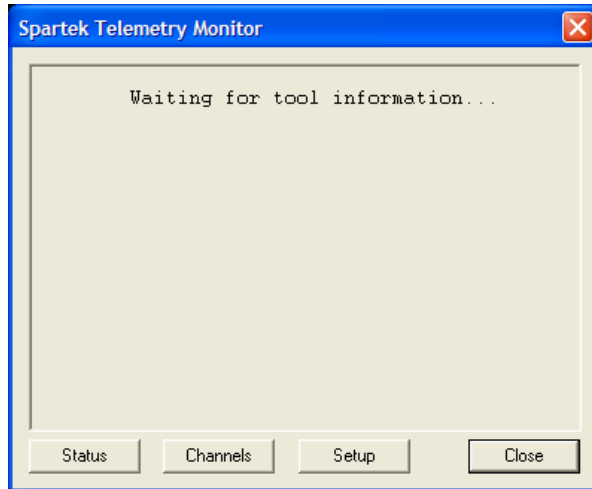 Spartek Telemetry Monitor
Waiting for tool information...
Status Channels Setup Close